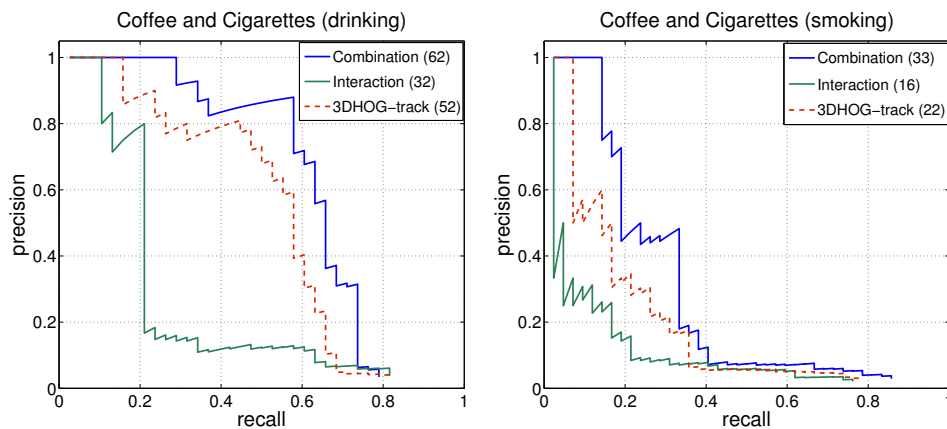 Coffee and Cigarettes (drinking)
1
0.8
0.6
0.4
0.2
0
precision
0
0.2
0.4
0.6
0.8
1
recall
Combination (62)
Interaction (32)
3DHOG-track (52)
Coffee and Cigarettes (smoking)
1
0.8
0.6
0.4
0.2
0
precision
0
0.2
0.4
0.6
0.8
1
recall
Combination (33)
Interaction (16)
3DHOG-track (22)